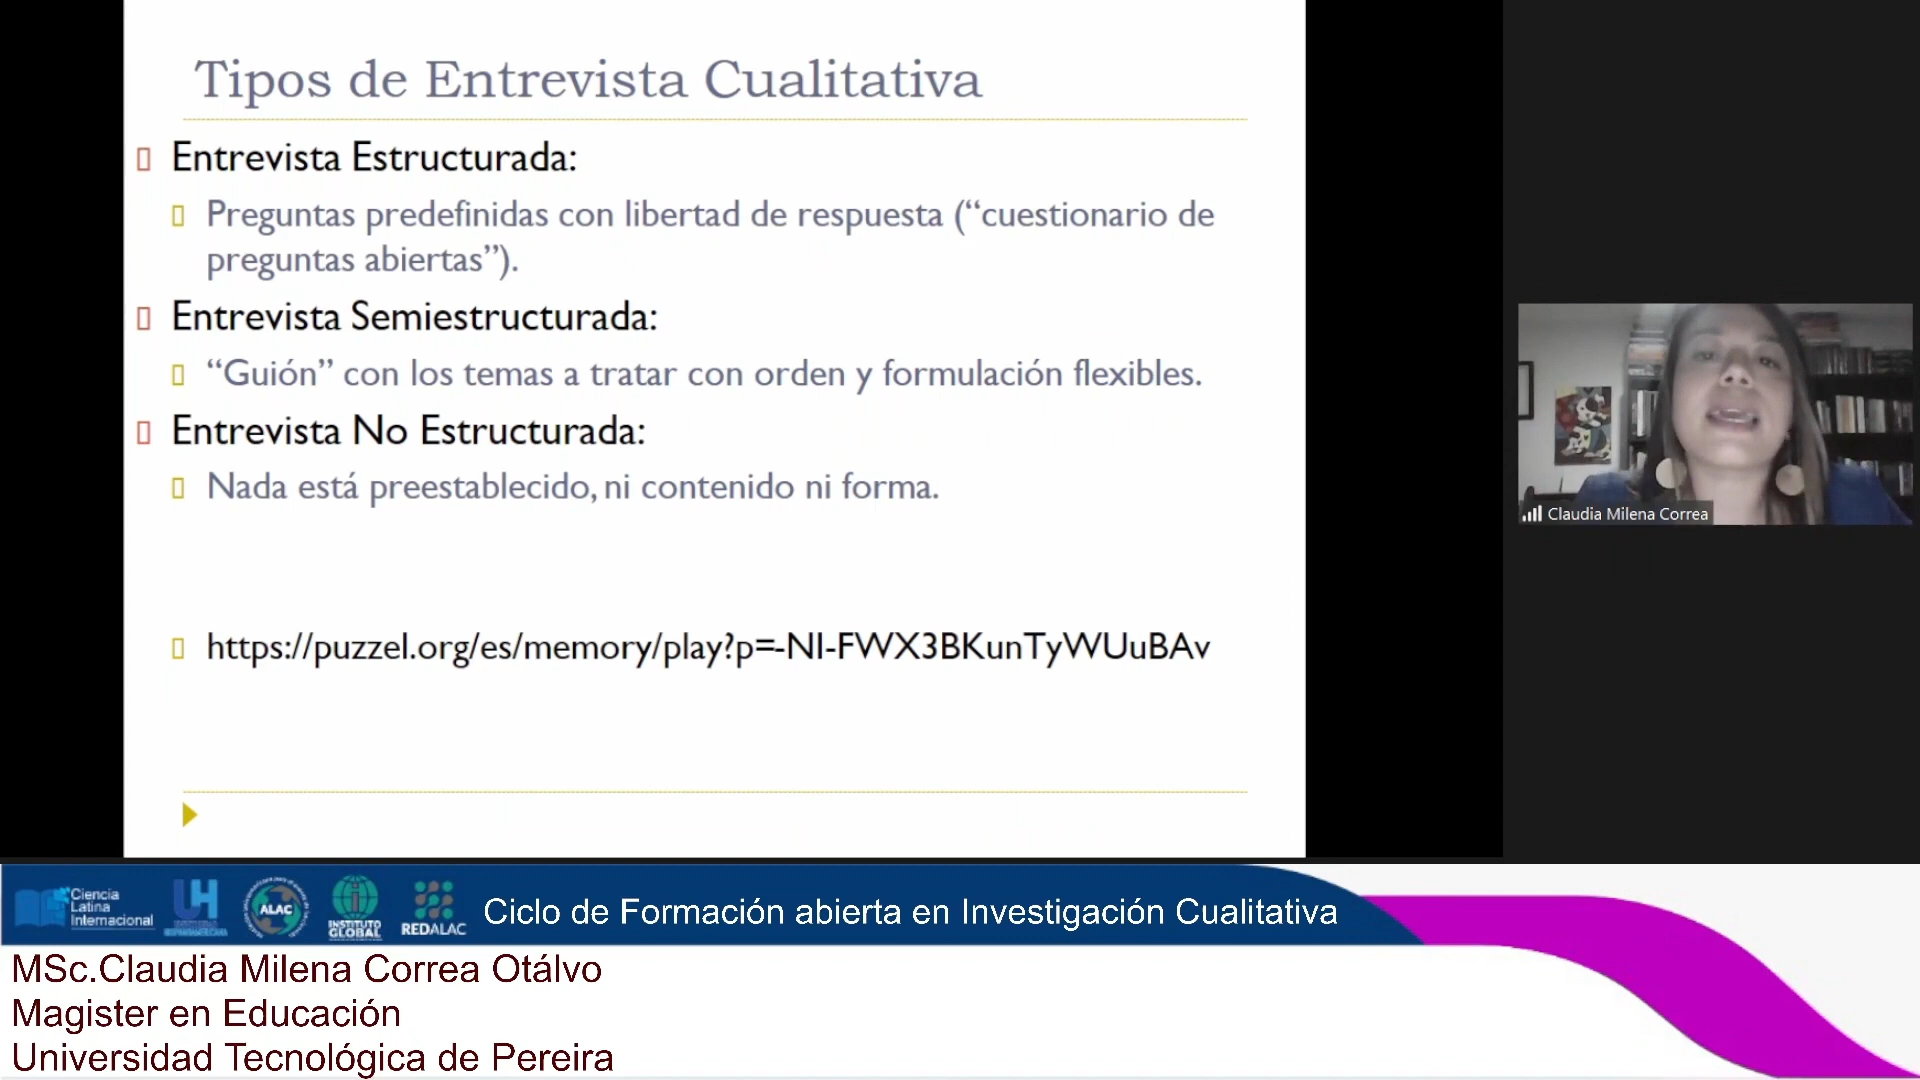 Tipos de Entrevista Cualitativa
Entrevista Estructurada:
Preguntas predefinidas con libertad de respuesta (“cuestionario de
preguntas abiertas”).
Entrevista Semiestructurada:
“Guión” con los temas a tratar con orden y formulación flexibles.
Entrevista No Estructurada:
Nada está preestablecido, ni contenido ni forma.
https://puzzel.org/es/memory/play?p=-NI-FWX3BKunTyWUuBAv
Claudia Milena Correa
Ciencia
Latina
Internacional
UH
ALAC
INSTITUTO
GLOBAL
REDALAC
Ciclo de Formación abierta en Investigación Cualitativa
MSc.Claudia Milena Correa Otálvo
Magister en Educación
Universidad Tecnológica de Pereira